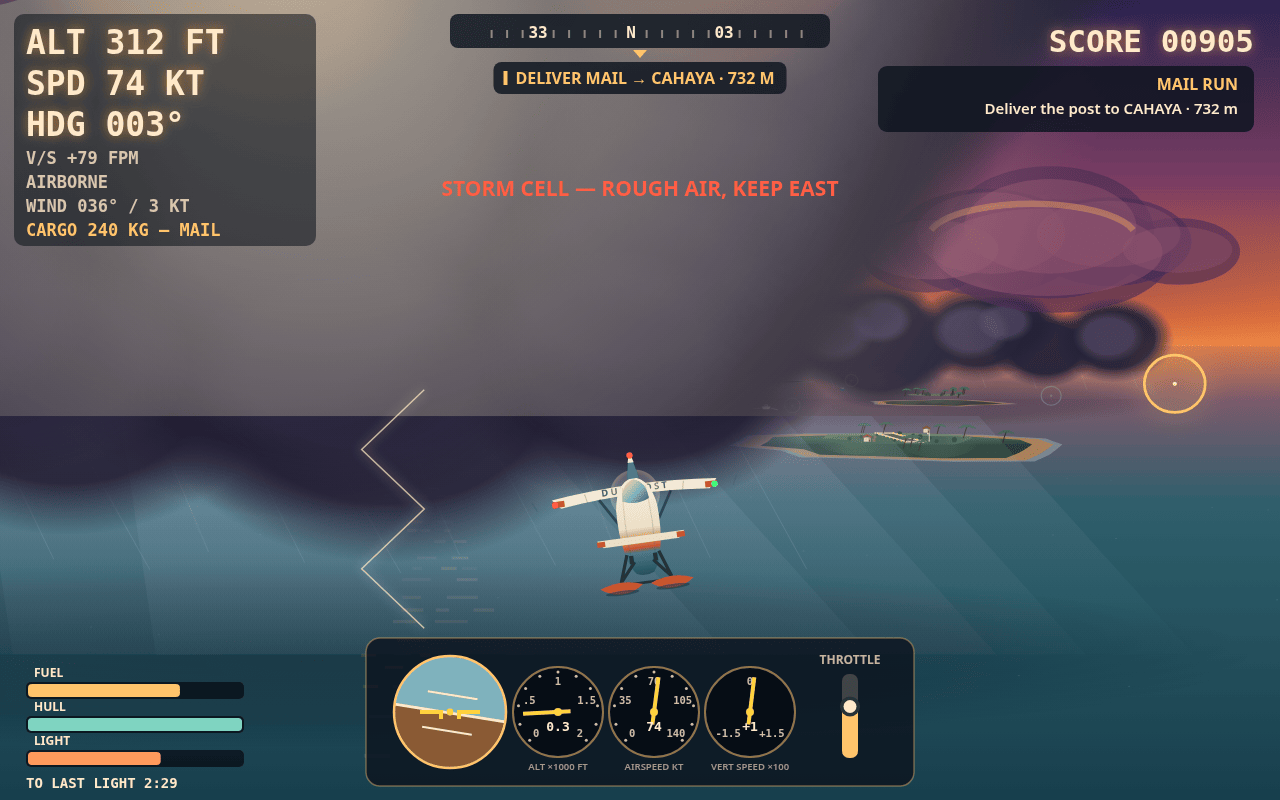 ALT 312 FT
SPD 74 KT
HDG 003°
V/S +79 FPM
AIRBORNE
WIND 036° / 3 KT
CARGO 240 KG — MAIL
33 N 03
DELIVER MAIL → CAHAYA · 732 M
SCORE 00905
MAIL RUN
Deliver the post to CAHAYA · 732 m
STORM CELL — ROUGH AIR, KEEP EAST
FUEL
HULL
LIGHT
TO LAST LIGHT 2:29
0 .5 1 1.5 2
0.3
ALT ×1000 FT
0 35 70 105 140
74
AIRSPEED KT
-1.5 0 +1.5
+1
VERT SPEED ×100
THROTTLE